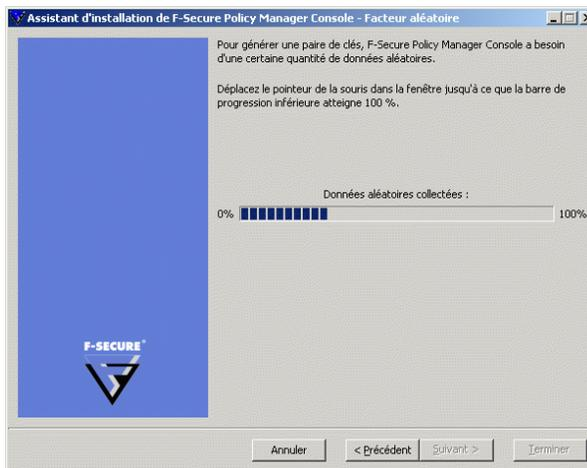 Assistant d'installation de F-Secure Policy Manager Console - Facteur aléatoire
Pour générer une paire de clés, F-Secure Policy Manager Console a besoin
d'une certaine quantité de données aléatoires.
Déplacez le pointeur de la souris dans la fenêtre jusqu'à ce que la barre de
progression inférieure atteigne 100 %.
Données aléatoires collectées :
0% 100%
F-SECURE®
Annuler < Précédent Suivant > Terminer